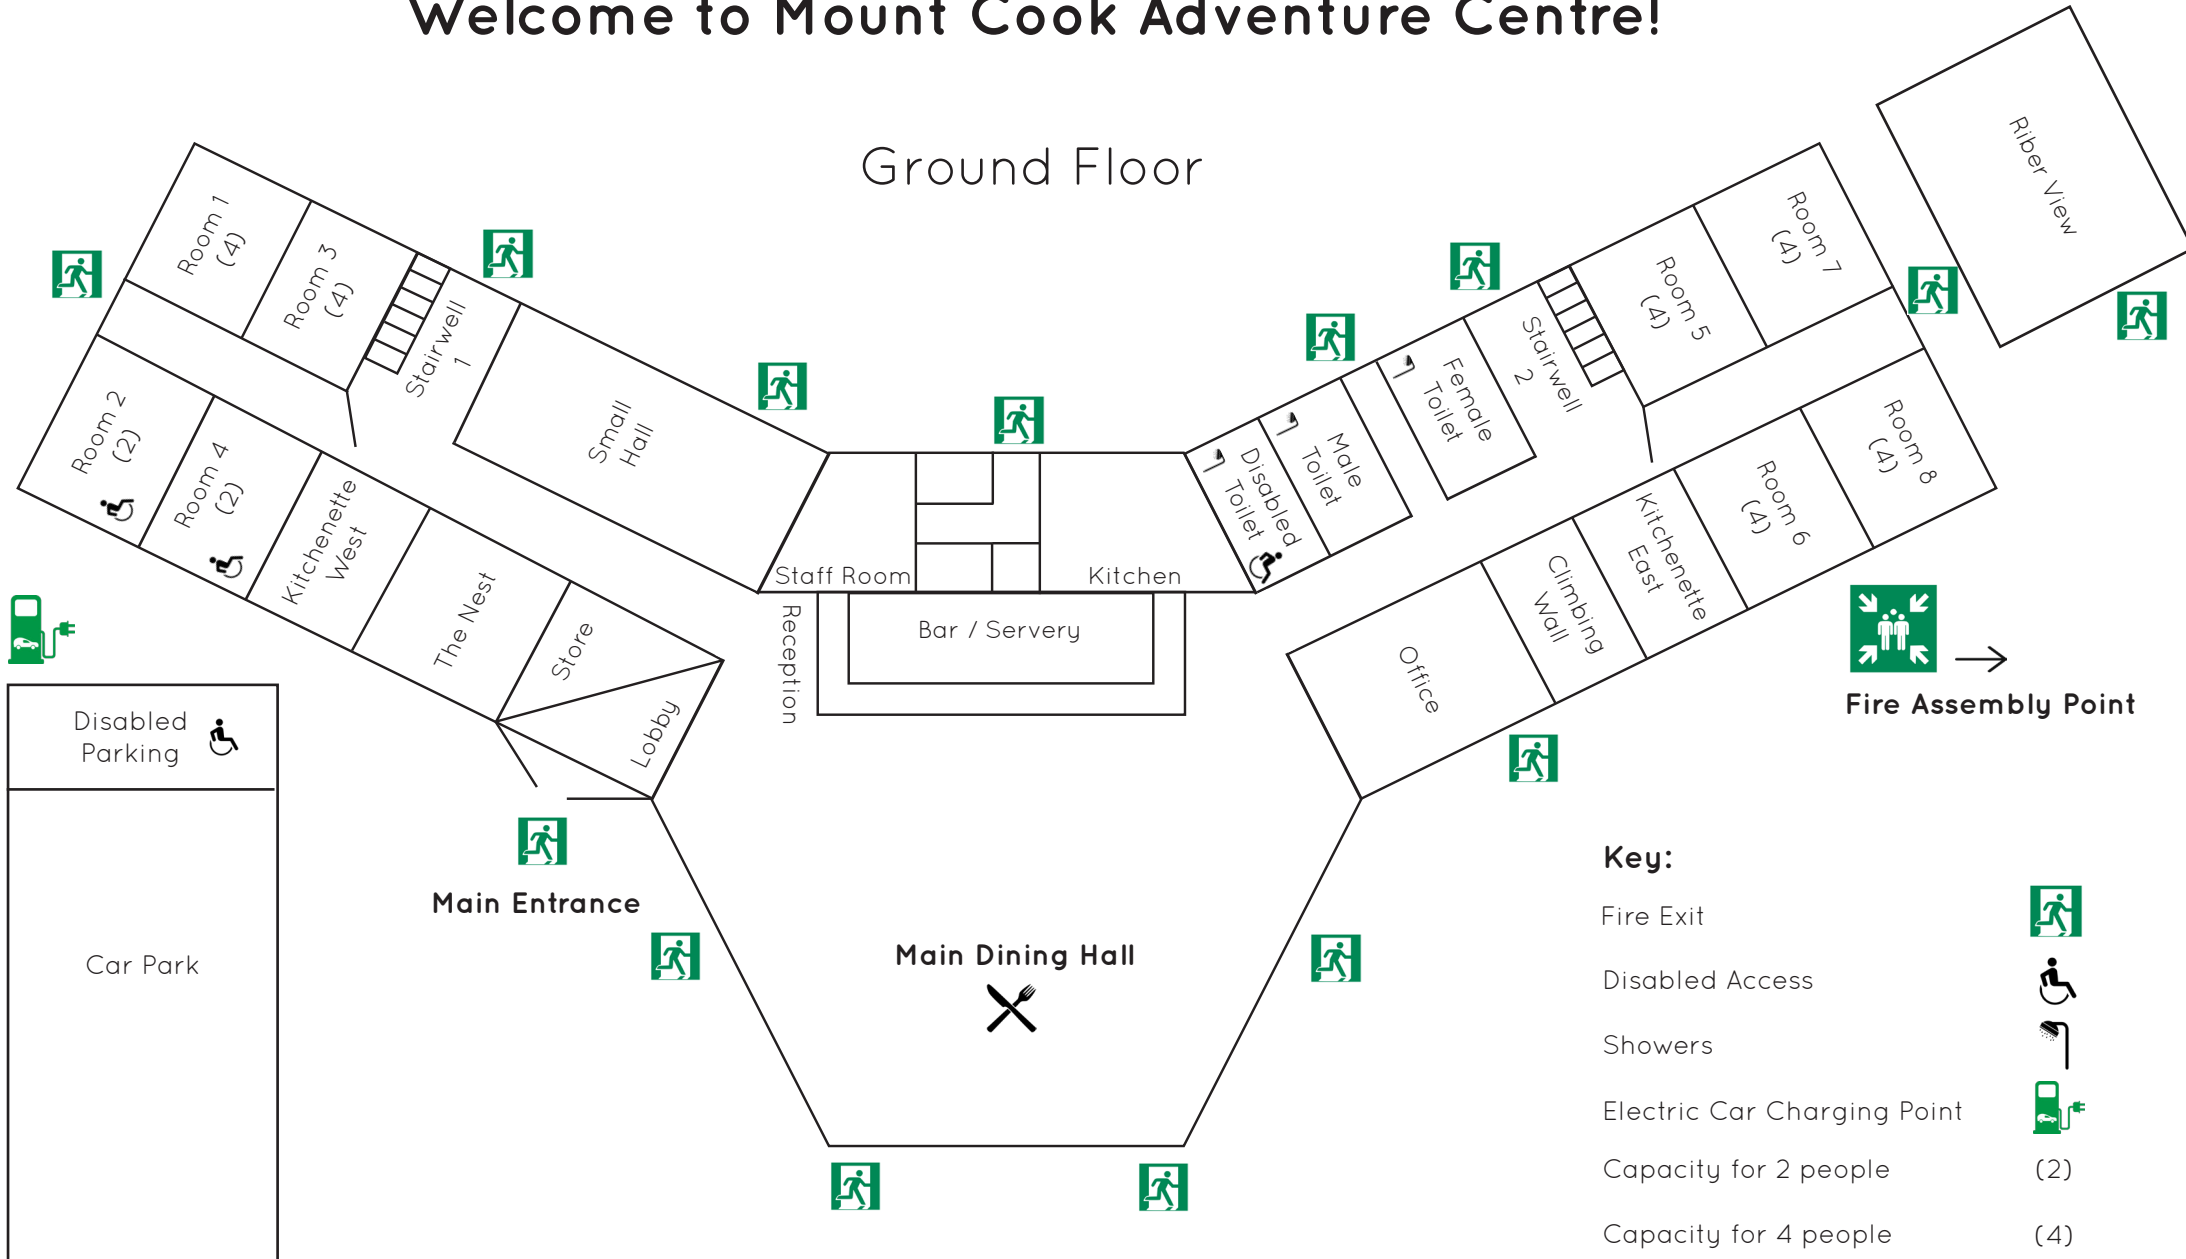 Welcome to Mount Cook Adventure Centre!
Ground Floor
Room 1
(4)
Room 3
(4)
Stairwell
1
Small
Hall
Room 2
(2)
Room 4
(2)
Kitchenette
West
The Nest
Store
Lobby
Staff Room
Kitchen
Reception
Bar / Servery
Disabled
Toilet
Male
Toilet
Female
Toilet
Stairwell
2
Room 5
(4)
Room 7
(4)
Riber View
Office
Climbing
Wall
Kitchenette
East
Room 6
(4)
Room 8
(4)
Fire Assembly Point
Disabled
Parking
Car Park
Main Entrance
Main Dining Hall
Key:
Fire Exit
Disabled Access
Showers
Electric Car Charging Point
Capacity for 2 people
(2)
Capacity for 4 people
(4)